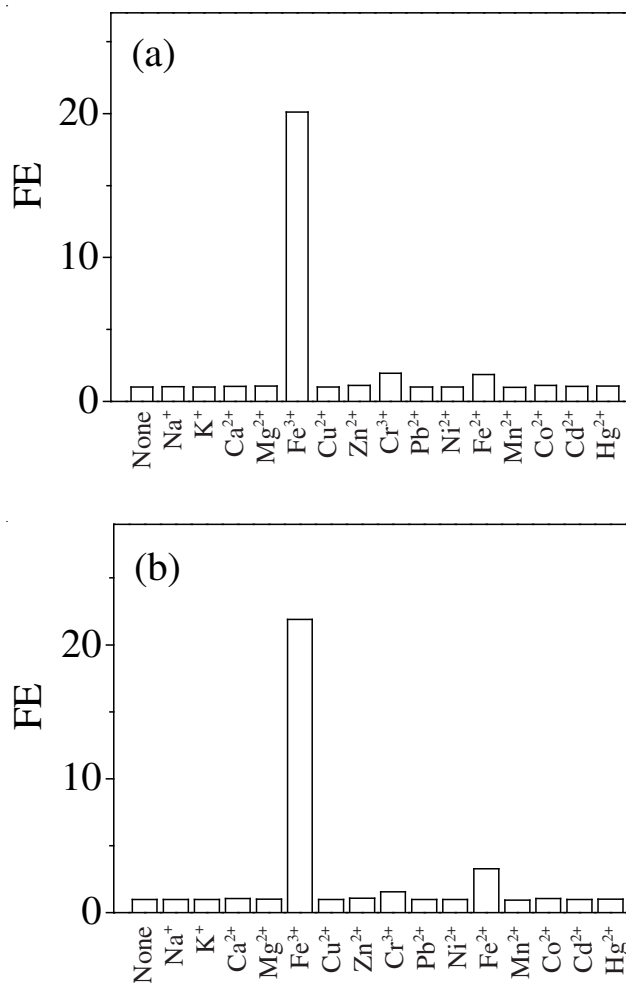 (a)
FE
20
10
0
None Na⁺ K⁺ Ca²⁺ Mg²⁺ Fe³⁺ Cu²⁺ Zn²⁺ Cr³⁺ Pb²⁺ Ni²⁺ Fe²⁺ Mn²⁺ Co²⁺ Cd²⁺ Hg²⁺
(b)
FE
20
10
0
None Na⁺ K⁺ Ca²⁺ Mg²⁺ Fe³⁺ Cu²⁺ Zn²⁺ Cr³⁺ Pb²⁺ Ni²⁺ Fe²⁺ Mn²⁺ Co²⁺ Cd²⁺ Hg²⁺